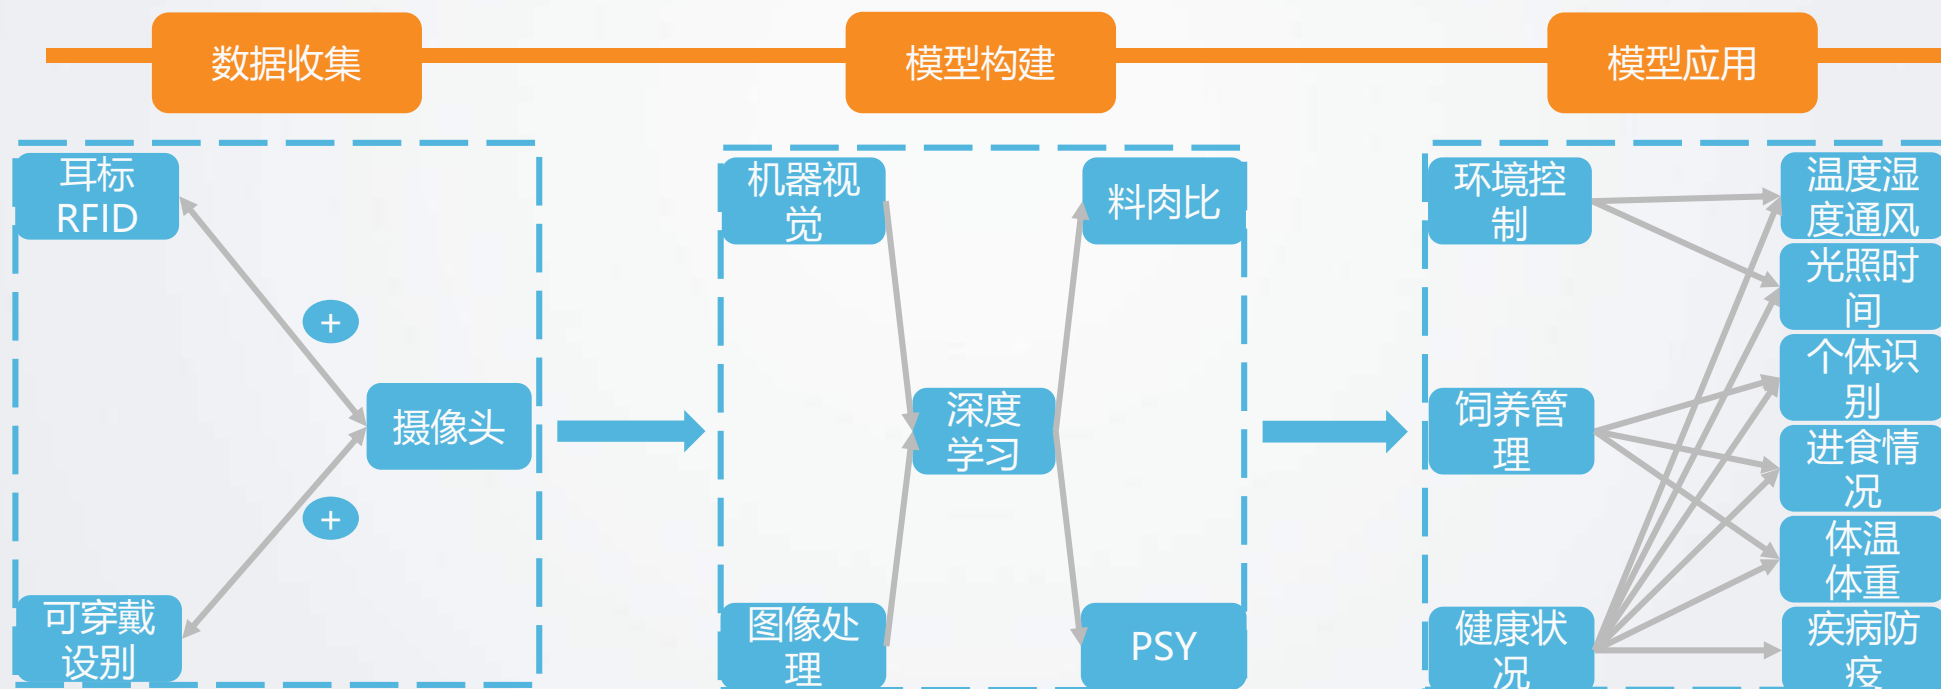 数据收集
模型构建
模型应用
耳标
RFID
+
摄像头
+
可穿戴
设别
机器视
觉
料肉比
深度
学习
图像处
理
PSY
环境控
制
饲养管
理
健康状
况
温度湿
度通风
光照时
间
个体识
别
进食情
况
体温
体重
疾病防
疫